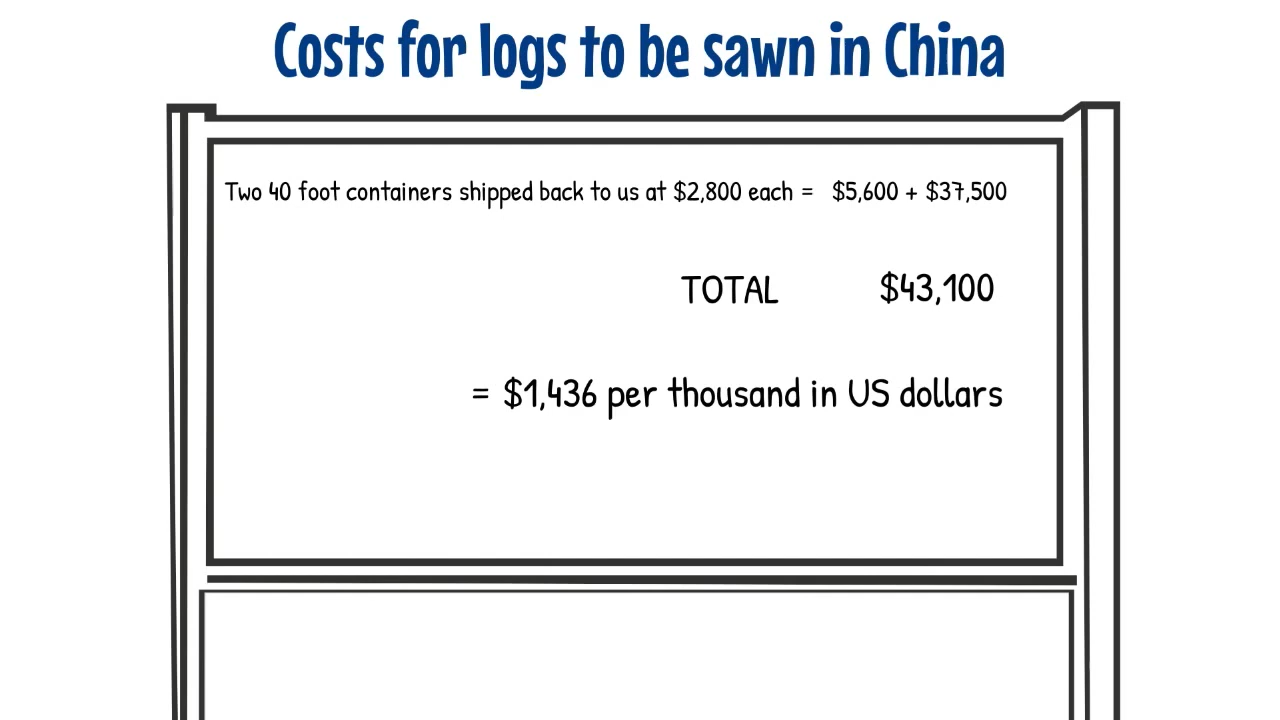 Costs for logs to be sawn in China
Two 40 foot containers shipped back to us at $2,800 each = $5,600 + $37,500
TOTAL $43,100
= $1,436 per thousand in US dollars